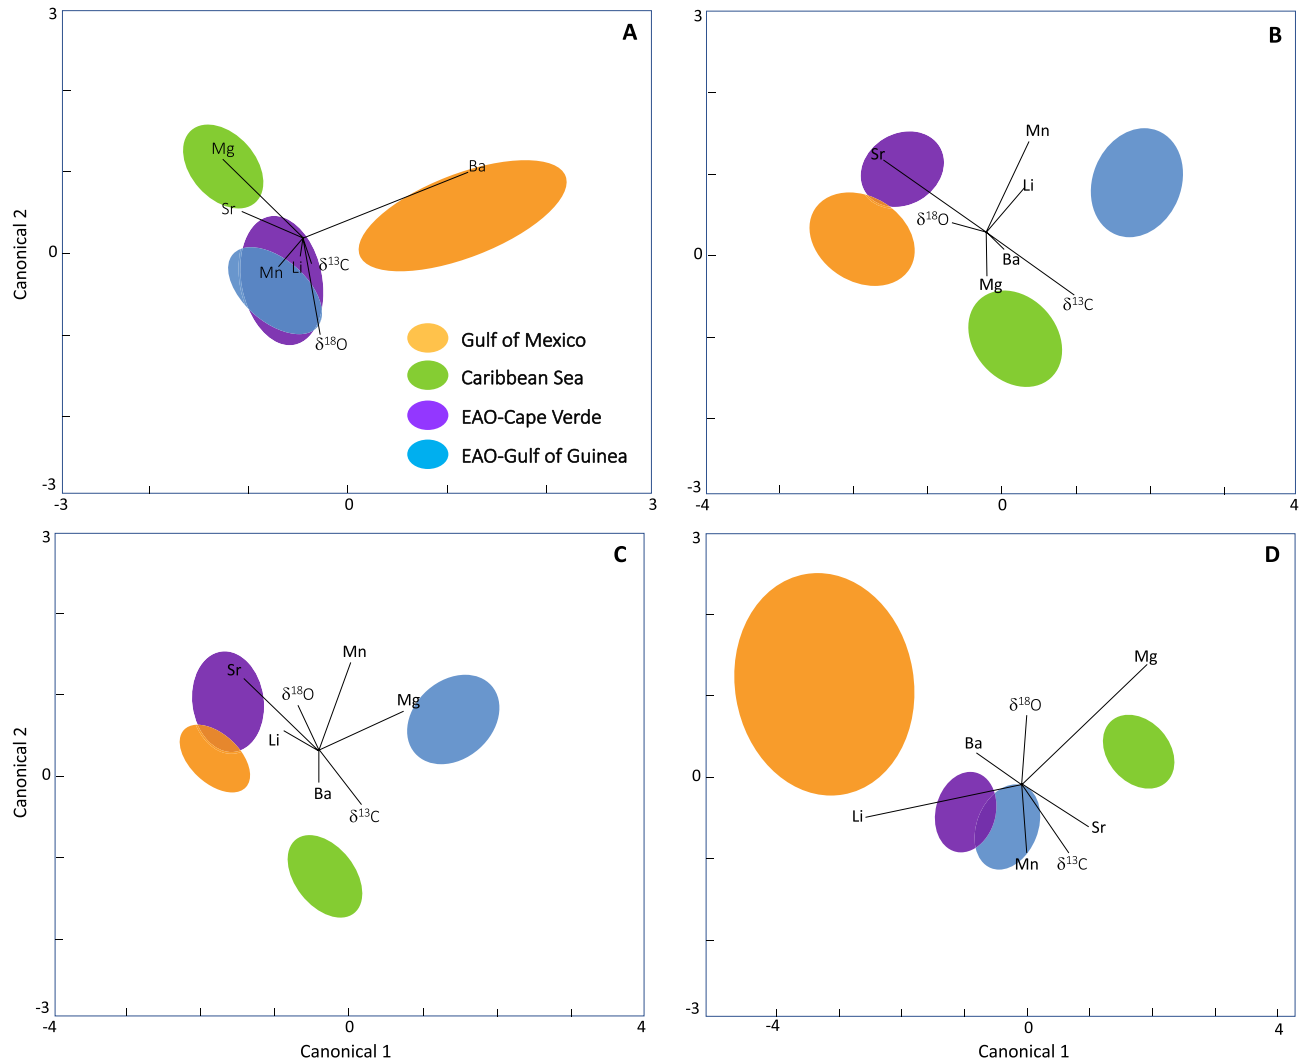 3
A
Mg
Ba
Sr
Canonical 2
0
Mn
Li
δ¹³C
δ¹⁸O
Gulf of Mexico
Caribbean Sea
EAO-Cape Verde
EAO-Gulf of Guinea
-3
-3
0
3
3
B
Mn
Sr
Li
δ¹⁸O
0
Ba
Mg
δ¹³C
-3
-4
0
4
3
C
Mn
Sr
δ¹⁸O
Mg
Li
Canonical 2
0
Ba
δ¹³C
-3
-4
0
4
Canonical 1
3
D
Mg
δ¹⁸O
Ba
0
Li
Sr
Mn
δ¹³C
-3
-4
0
4
Canonical 1